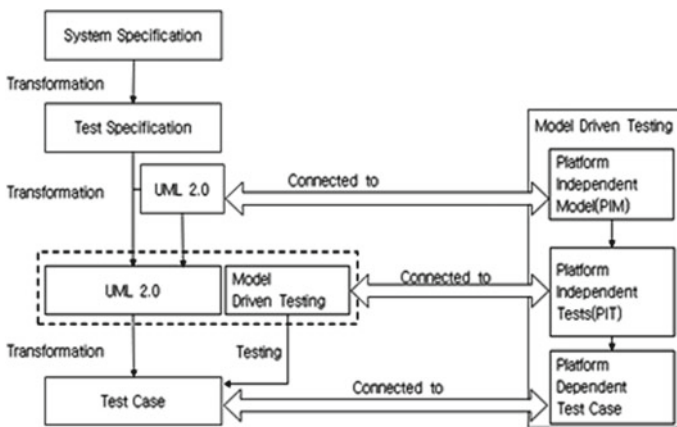 System Specification
Transformation
Test Specification
Model Driven Testing
Transformation
UML 2.0
Connected to
Platform
Independent
Model(PIM)
UML 2.0
Model
Driven Testing
Connected to
Platform
Independent
Tests(PIT)
Transformation
Testing
Test Case
Connected to
Platform
Dependent
Test Case